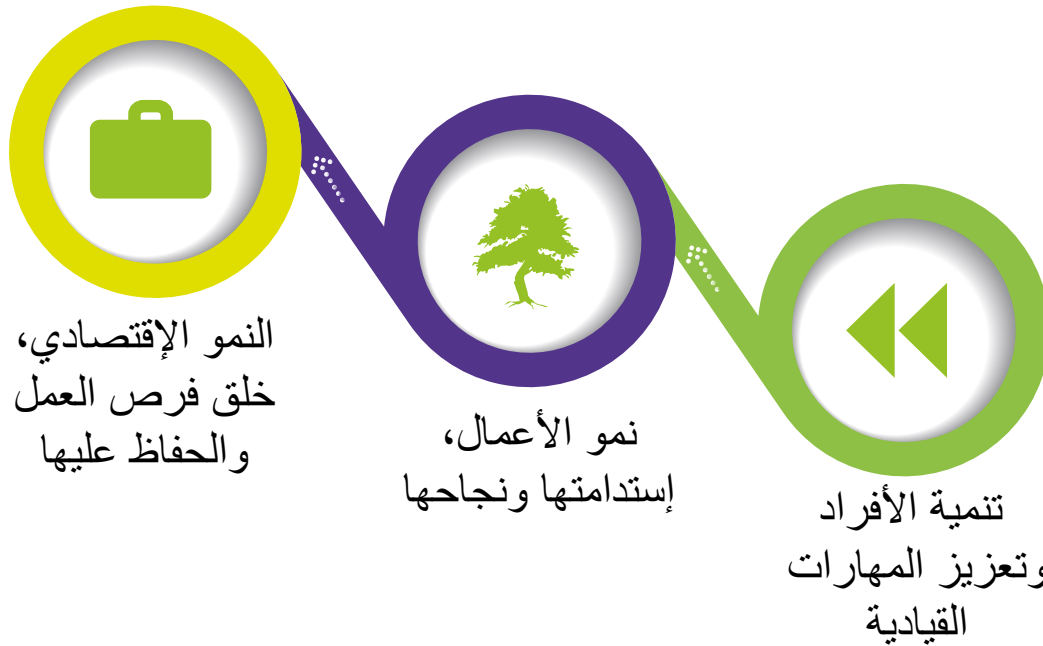 تنمية الأفراد
وتعزيز المهارات
القيادية
نمو الأعمال،
إستدامتها ونجاحها
النمو الإقتصادي،
خلق فرص العمل
والحفاظ عليها